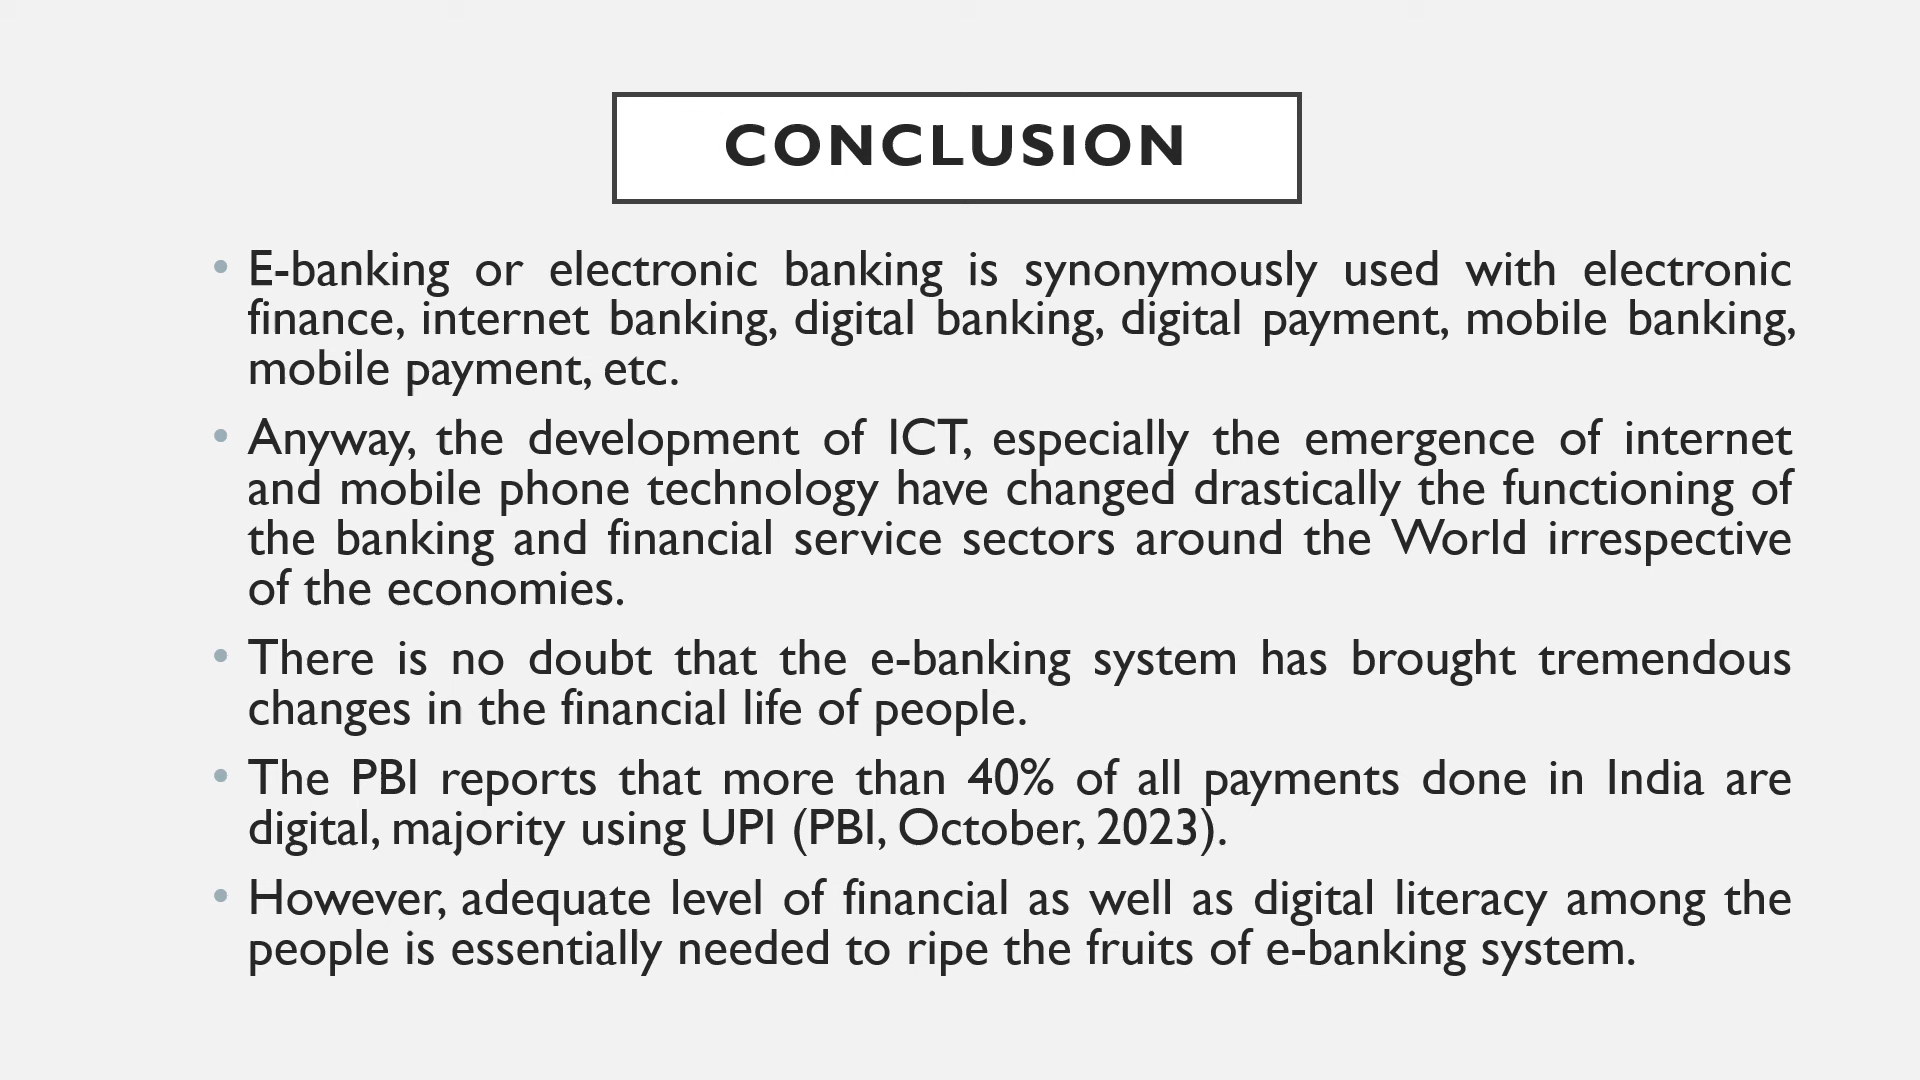 CONCLUSION
• E-banking or electronic banking is synonymously used with electronic
finance, internet banking, digital banking, digital payment, mobile banking,
mobile payment, etc.
• Anyway, the development of ICT, especially the emergence of internet
and mobile phone technology have changed drastically the functioning of
the banking and financial service sectors around the World irrespective
of the economies.
• There is no doubt that the e-banking system has brought tremendous
changes in the financial life of people.
• The PBI reports that more than 40% of all payments done in India are
digital, majority using UPI (PBI, October, 2023).
• However, adequate level of financial as well as digital literacy among the
people is essentially needed to ripe the fruits of e-banking system.